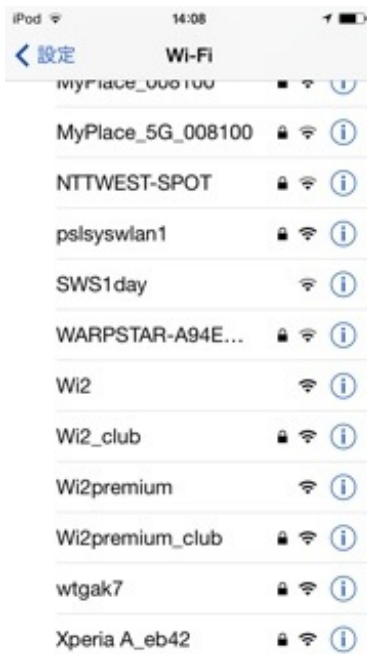 iPod 14:08
設定 Wi-Fi
MyPlace_008100
MyPlace_5G_008100
NTTWEST-SPOT
pslsyswlan1
SWS1day
WARPSTAR-A94E...
Wi2
Wi2_club
Wi2premium
Wi2premium_club
wtgak7
Xperia A_eb42